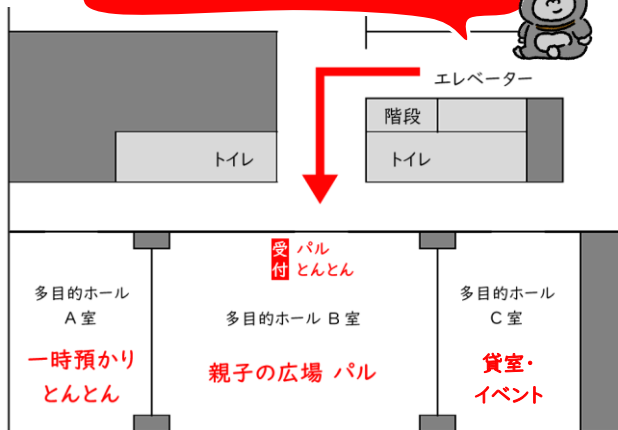 エレベーター
階段
トイレ
トイレ
受付
パル
とんとん
多目的ホール
A 室
一時預かり
とんとん
多目的ホール B 室
親子の広場 パル
多目的ホール
C 室
貸室・
イベント